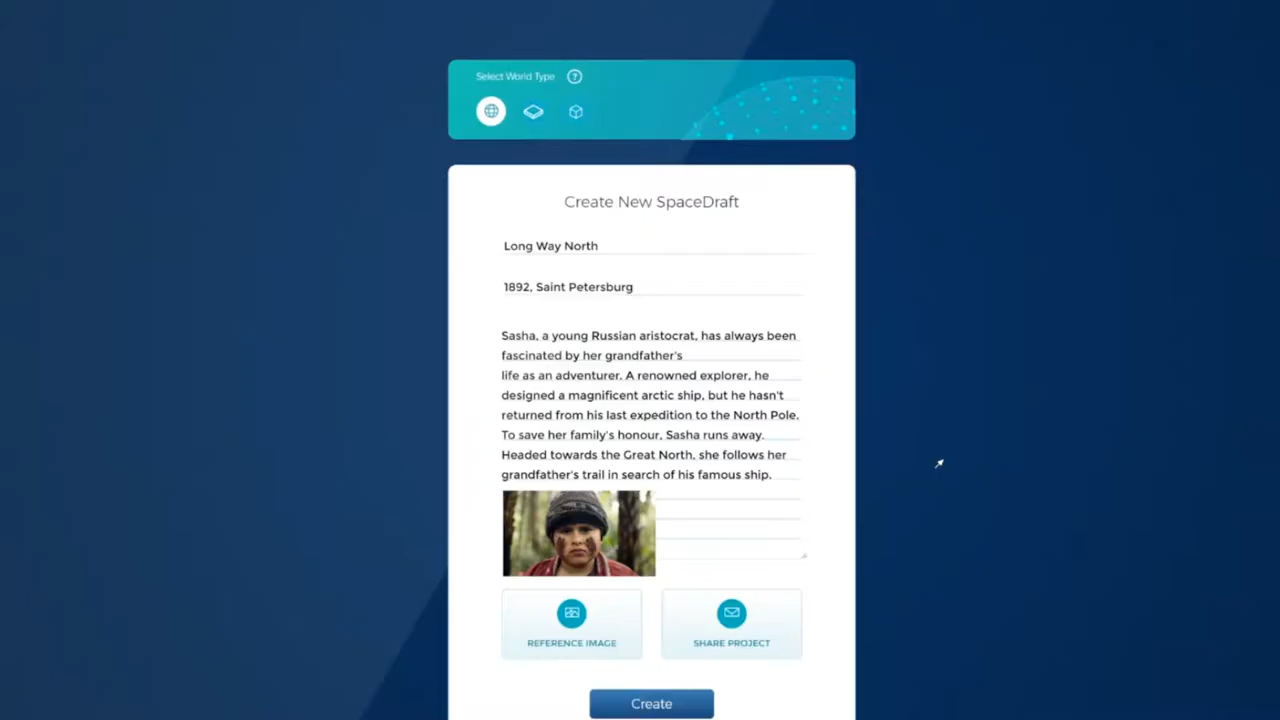 Select World Type ?
Create New SpaceDraft
Long Way North
1892, Saint Petersburg
Sasha, a young Russian aristocrat, has always been
fascinated by her grandfather's
life as an adventurer. A renowned explorer, he
designed a magnificent arctic ship, but he hasn't
returned from his last expedition to the North Pole.
To save her family's honour, Sasha runs away.
Headed towards the Great North, she follows her
grandfather's trail in search of his famous ship.
REFERENCE IMAGE
SHARE PROJECT
Create